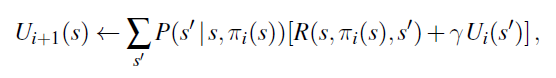 U_{i+1}(s) ← ∑_{s′} P(s′ | s, π_i(s))[R(s, π_i(s), s′) + γ U_i(s′)] ,